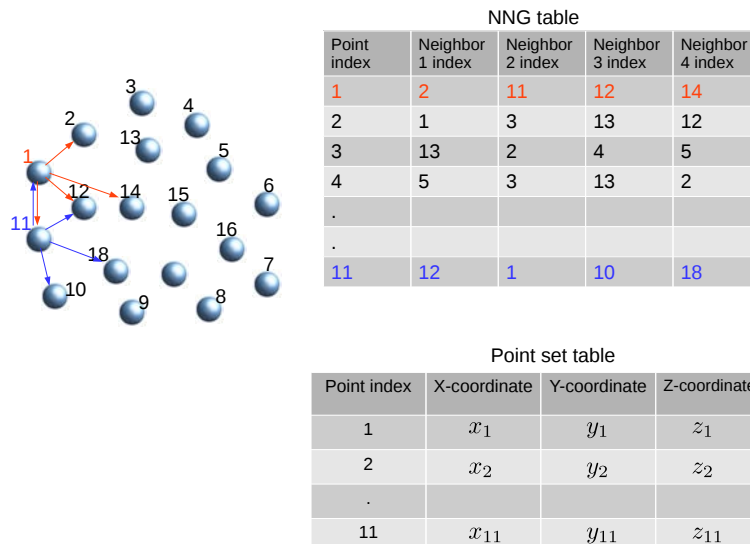 NNG table
Point index Neighbor 1 index Neighbor 2 index Neighbor 3 index Neighbor 4 index
1 2 11 12 14
2 1 3 13 12
3 13 2 4 5
4 5 3 13 2
.
.
11 12 1 10 18
3
2
4
13
5
1
12
14
15
6
11
16
18
7
10
9
8
Point set table
Point index X-coordinate Y-coordinate Z-coordinate
1 x₁ y₁ z₁
2 x₂ y₂ z₂
.
11 x₁₁ y₁₁ z₁₁